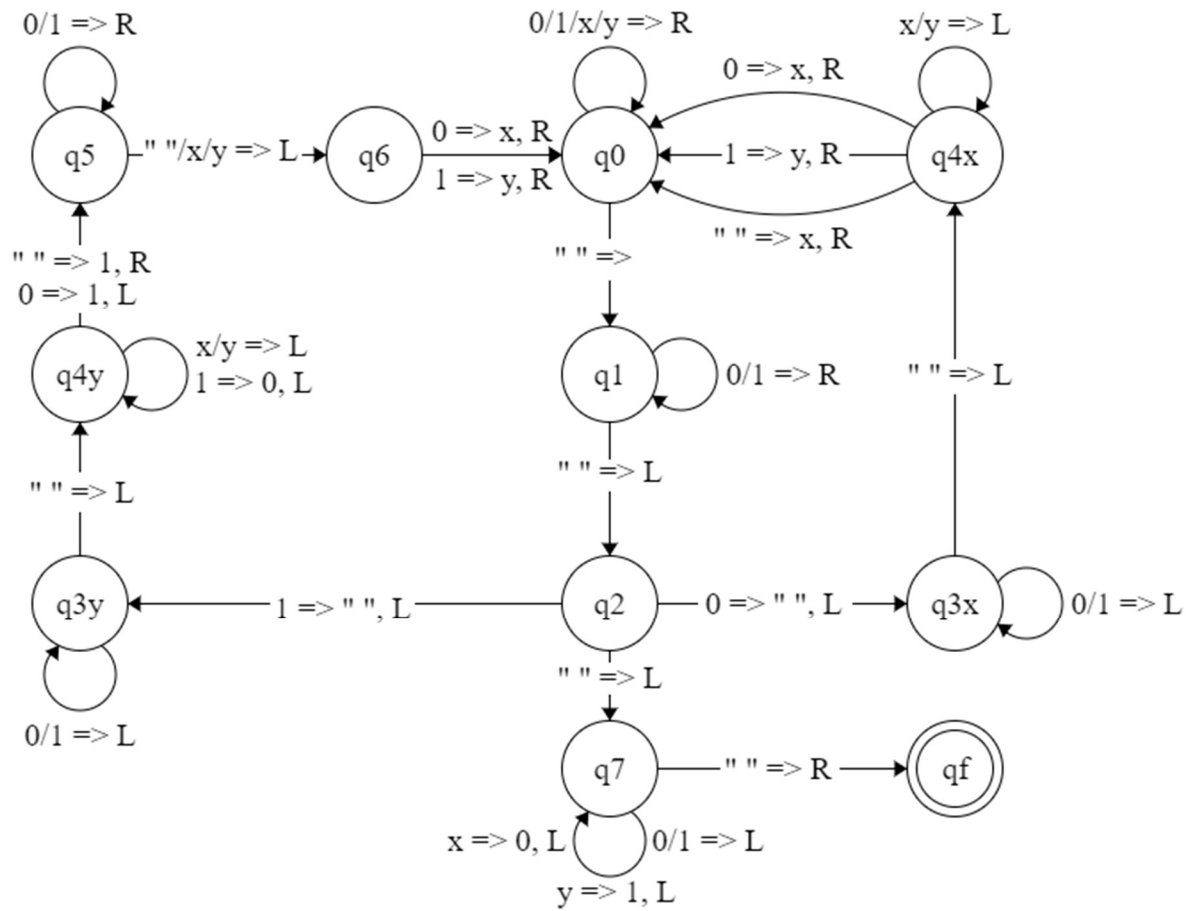 0/1 => R
0/1/x/y => R
x/y => L
0 => x, R
q5
" "/x/y => L
q6
0 => x, R
1 => y, R
q0
1 => y, R
q4x
" " => x, R
" " => 1, R
0 => 1, L
" " =>
q4y
x/y => L
1 => 0, L
q1
0/1 => R
" " => L
" " => L
" " => L
q3y
1 => " ", L
q2
0 => " ", L
q3x
0/1 => L
0/1 => L
" " => L
q7
" " => R
qf
x => 0, L
0/1 => L
y => 1, L